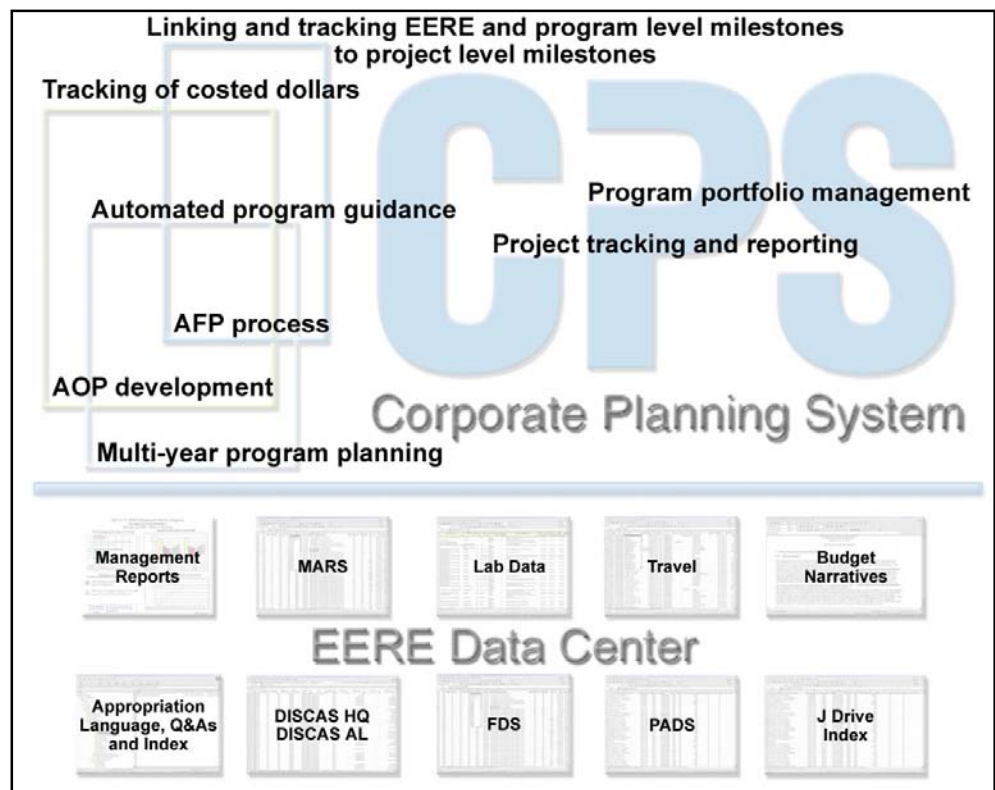 Linking and tracking EERE and program level milestones
to project level milestones
Tracking of costed dollars
CPS
Program portfolio management
Automated program guidance
Project tracking and reporting
AFP process
AOP development
Corporate Planning System
Multi-year program planning
Management
Reports
MARS
Lab Data
Travel
Budget
Narratives
EERE Data Center
Appropriation
Language, Q&As
and Index
DISCAS HQ
DISCAS AL
FDS
PADS
J Drive
Index